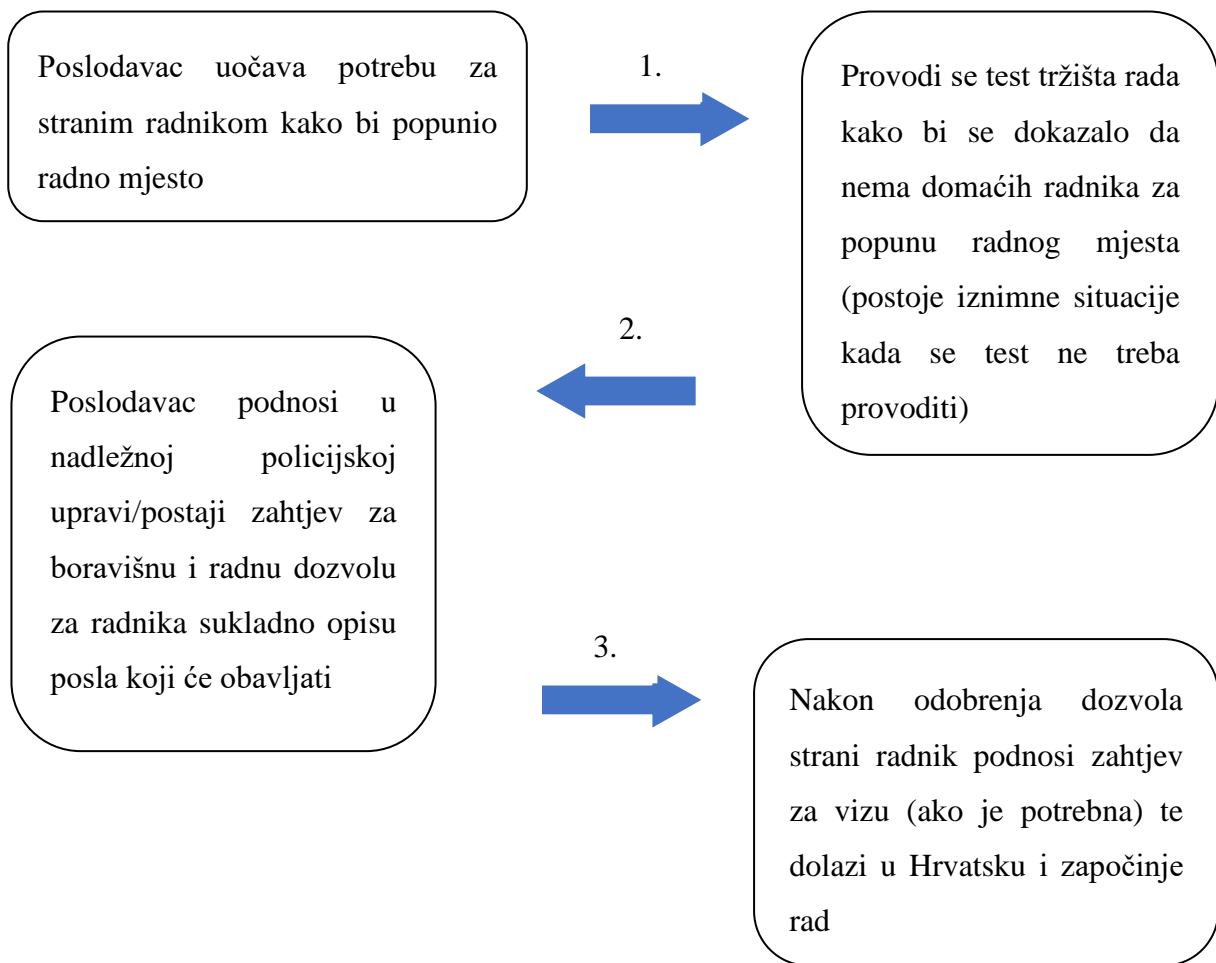 Poslodavac uočava potrebu za
stranim radnikom kako bi popunio
radno mjesto
1.
Provodi se test tržišta rada
kako bi se dokazalo da
nema domaćih radnika za
popunu radnog mjesta
(postoje iznimne situacije
kada se test ne treba
provoditi)
2.
Poslodavac podnosi u
nadležnoj policijskoj
upravi/postaji zahtjev za
boravišnu i radnu dozvolu
za radnika sukladno opisu
posla koji će obavljati
3.
Nakon odobrenja dozvola
strani radnik podnosi zahtjev
za vizu (ako je potrebna) te
dolazi u Hrvatsku i započinje
rad